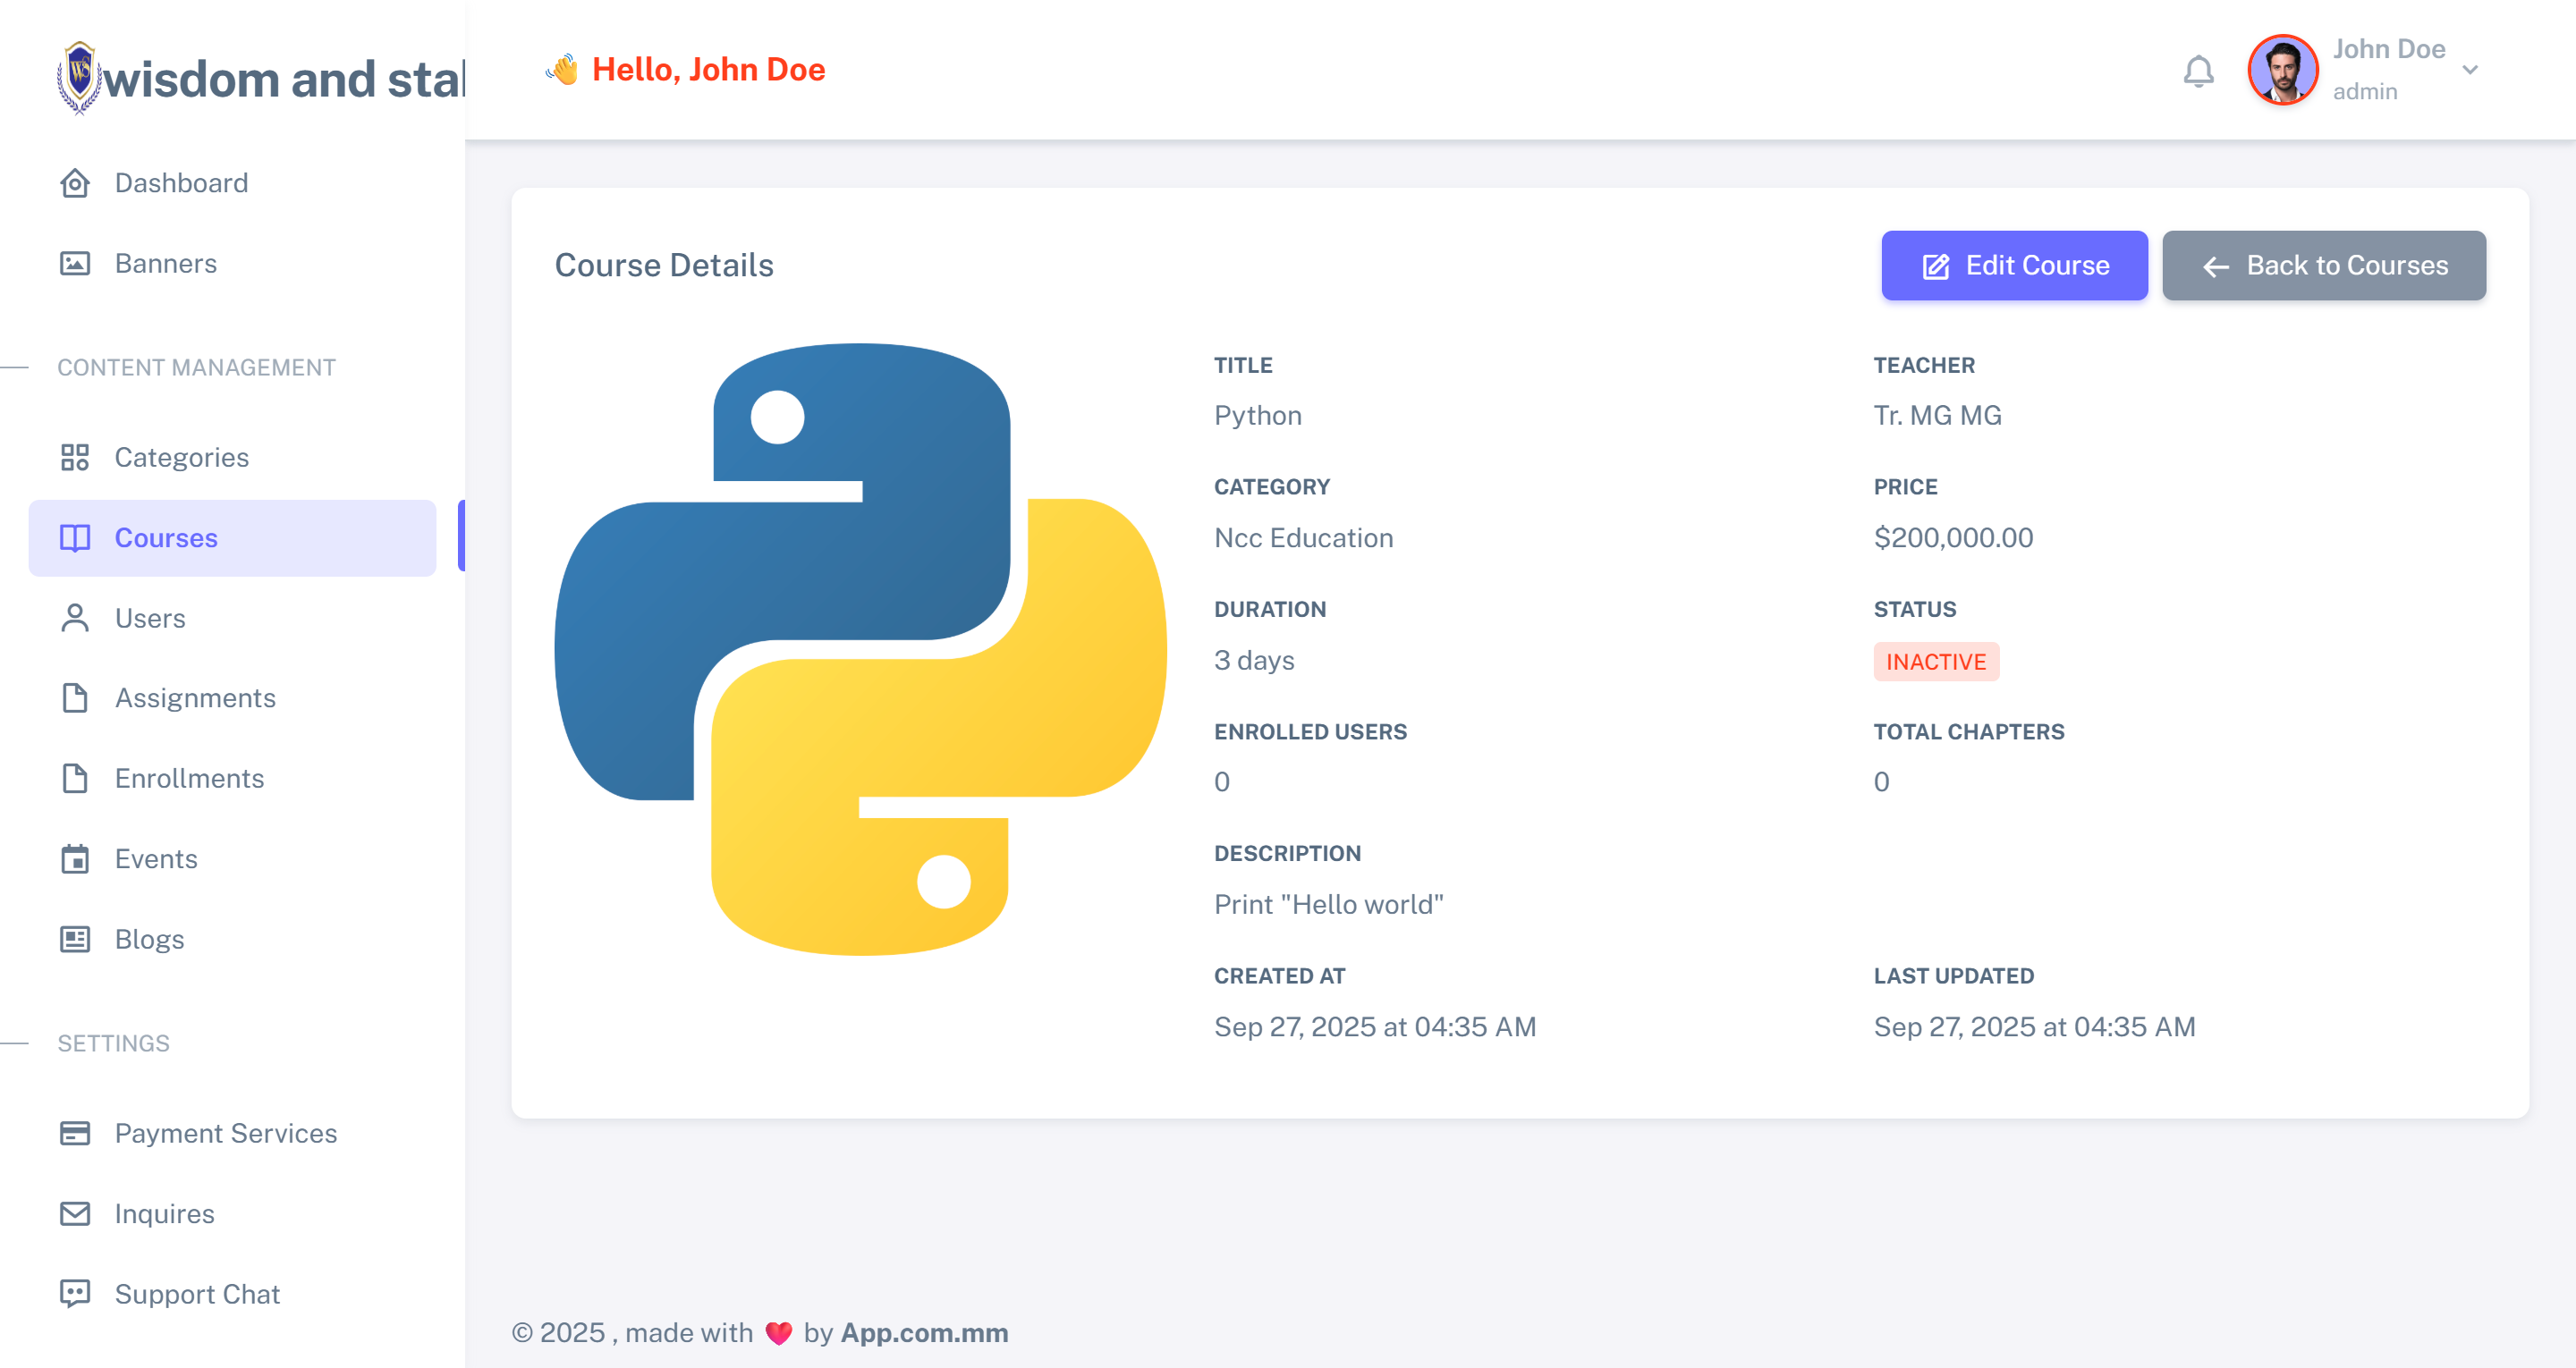 wisdom and sta
Hello, John Doe
John Doe
admin
Dashboard
Banners
CONTENT MANAGEMENT
Categories
Courses
Users
Assignments
Enrollments
Events
Blogs
SETTINGS
Payment Services
Inquires
Support Chat
Course Details
Edit Course
Back to Courses
TITLE
Python
TEACHER
Tr. MG MG
CATEGORY
Ncc Education
PRICE
$200,000.00
DURATION
3 days
STATUS
INACTIVE
ENROLLED USERS
0
TOTAL CHAPTERS
0
DESCRIPTION
Print "Hello world"
CREATED AT
Sep 27, 2025 at 04:35 AM
LAST UPDATED
Sep 27, 2025 at 04:35 AM
© 2025 , made with ❤️ by App.com.mm